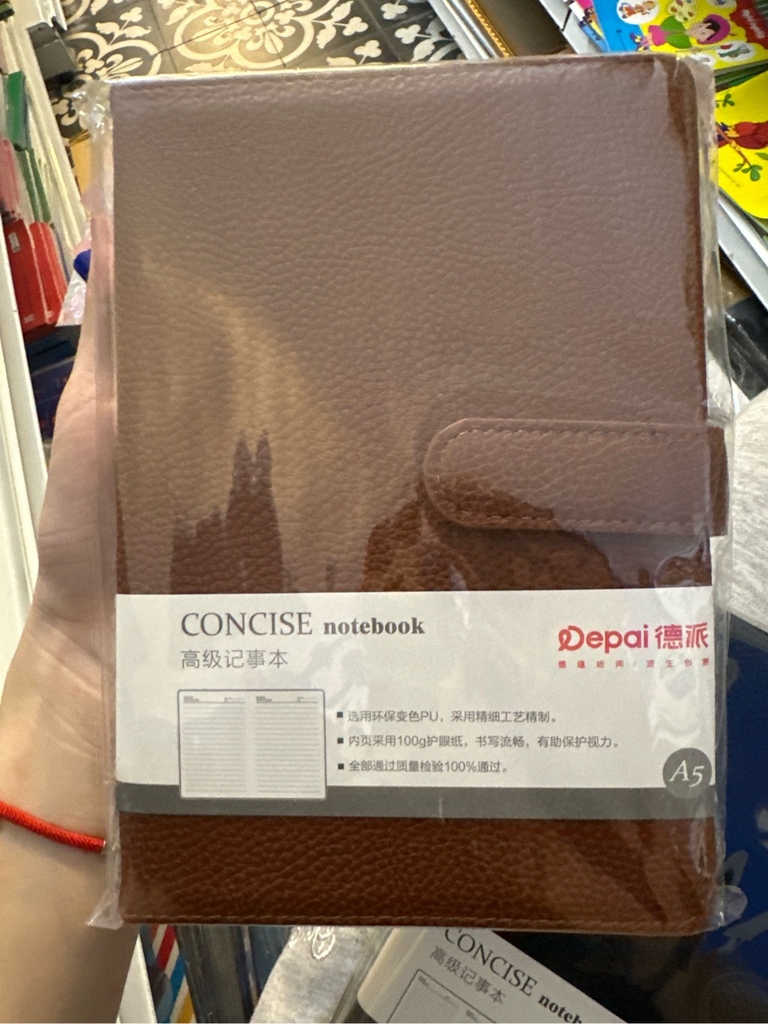 CONCISE notebook
高级记事本
Depai 德派
■ 选用环保变色PU，采用精细工艺精制。
■ 内页采用100g护眼纸，书写流畅，有助保护视力。
■ 全部通过质量检验100%通过。
A5
CONCISE noteb
高级记事本